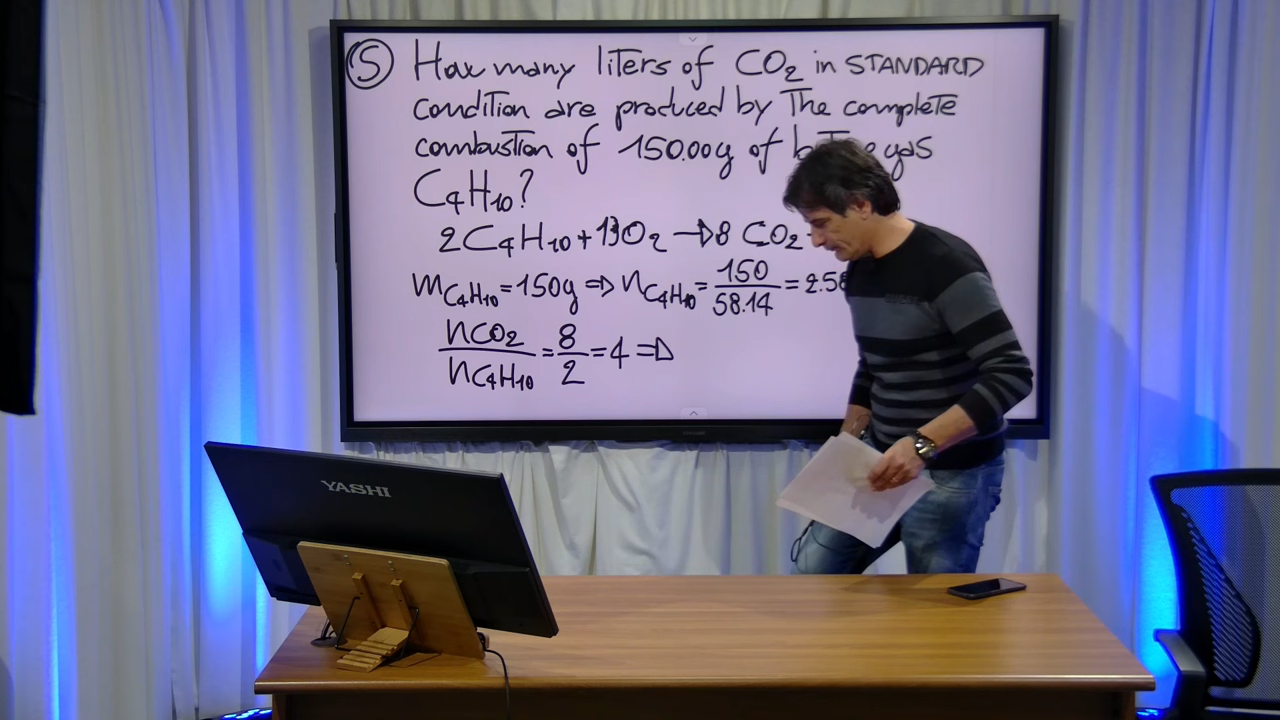 ⑤ How many liters of CO₂ in STANDARD
condition are produced by The complete
combustion of 150.00g of gas
C₄H₁₀?
2C₄H₁₀+13O₂→8 CO₂
mC₄H₁₀=150g⇒nC₄H₁₀=150/58.14=2.58
nCO₂/nC₄H₁₀=8/2=4⇒
YASHI